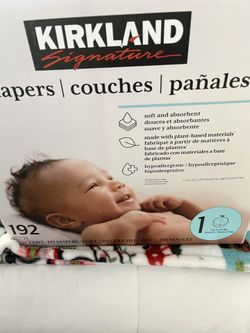 KIRKLAND
Signature
apers | couches | pañales
soft and absorbent
douces et absorbantes
suave y absorbente
made with plant-based materials
fabriqué à partir de matières à
base de plantes
fabricado con materiales a base
de plantas
hypoallergenic / hypoallergénique
hipoalergénico
192
1